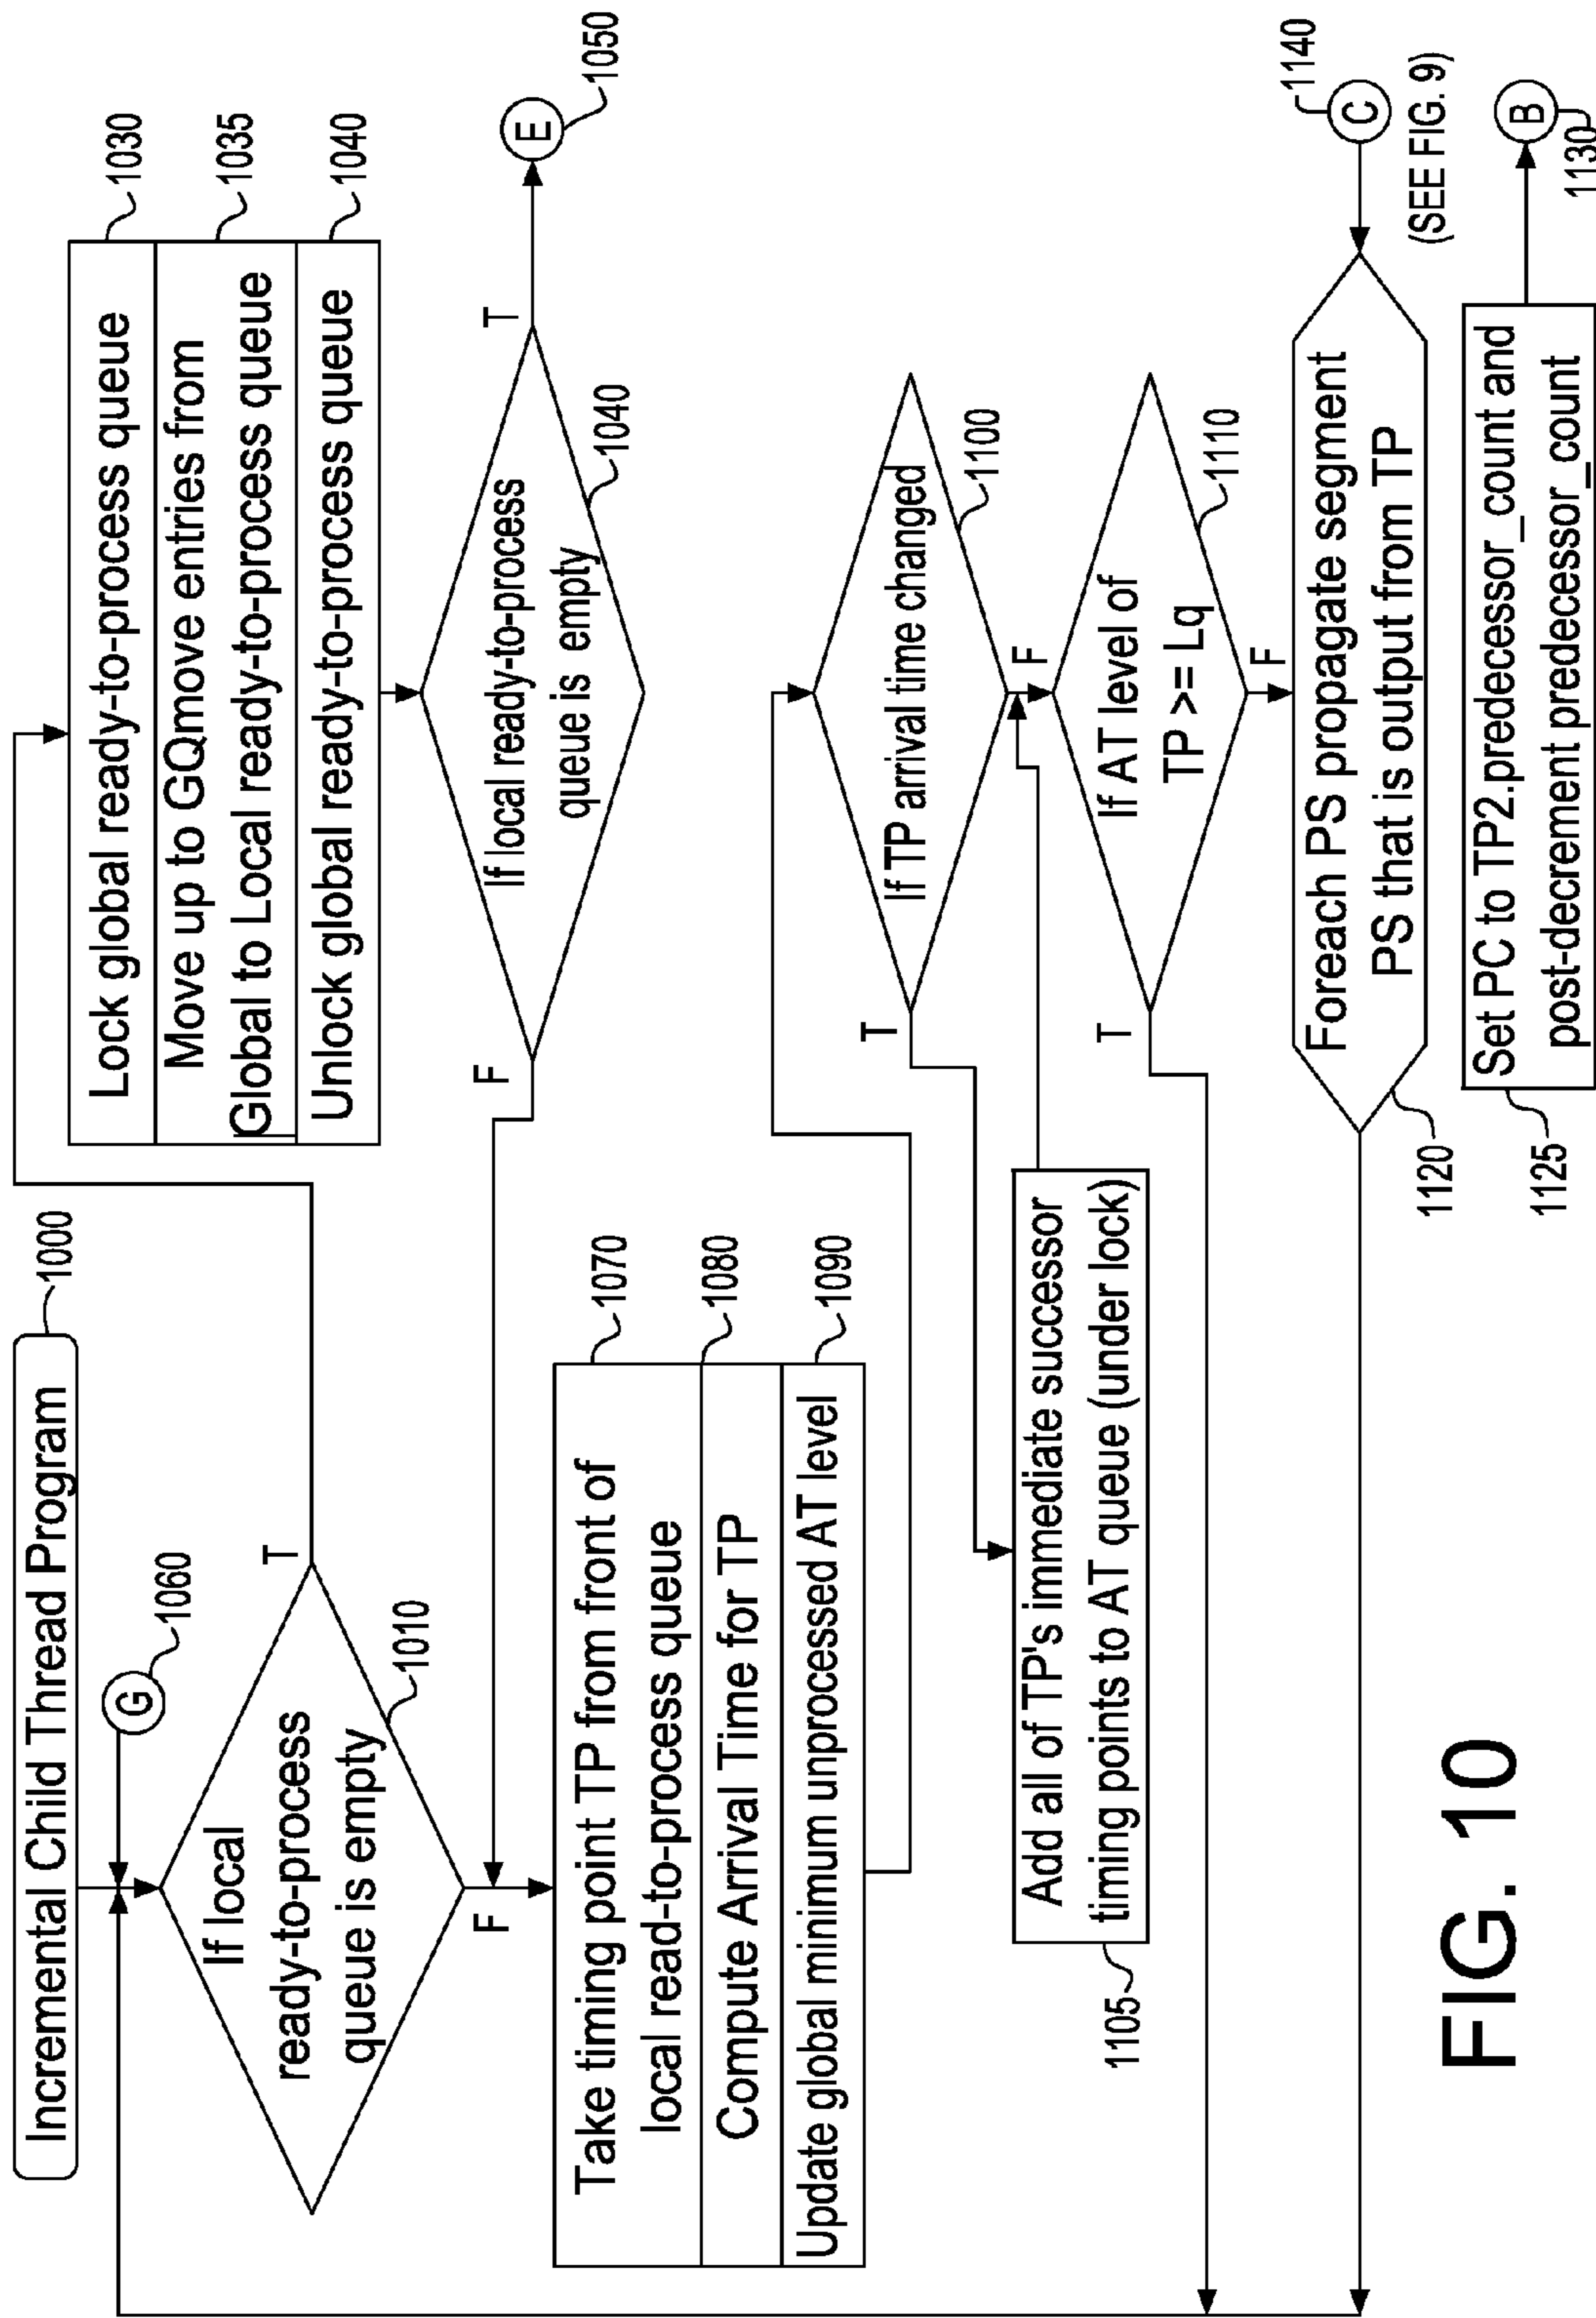 Incremental Child Thread Program
1000
G
1060
If local
ready-to-process
queue is empty
1010
T
F
Lock global ready-to-process queue
1030
Move up to GQmove entries from
Global to Local ready-to-process queue
1035
Unlock global ready-to-process queue
1040
If local ready-to-process
queue is empty
1040
T
F
E
1050
Take timing point TP from front of
local read-to-process queue
1070
Compute Arrival Time for TP
1080
Update global minimum unprocessed AT level
1090
If TP arrival time changed
1100
T
F
Add all of TP's immediate successor
timing points to AT queue (under lock)
1105
If AT level of
TP >= Lq
1110
T
F
Foreach PS propagate segment
PS that is output from TP
1120
C
1140
(SEE FIG. 9)
Set PC to TP2.predecessor_count and
post-decrement predecessor_count
1125
B
1130
FIG. 10